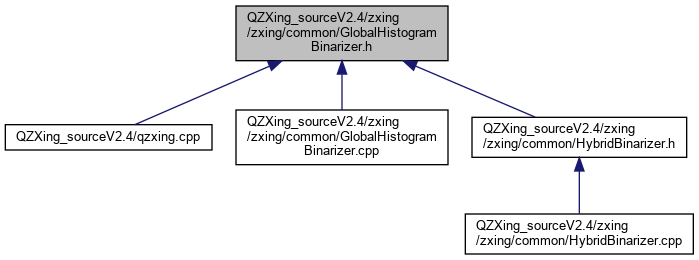 QZXing_sourceV2.4/zxing
/zxing/common/GlobalHistogram
Binarizer.h
QZXing_sourceV2.4/qzxing.cpp
QZXing_sourceV2.4/zxing
/zxing/common/GlobalHistogram
Binarizer.cpp
QZXing_sourceV2.4/zxing
/zxing/common/HybridBinarizer.h
QZXing_sourceV2.4/zxing
/zxing/common/HybridBinarizer.cpp